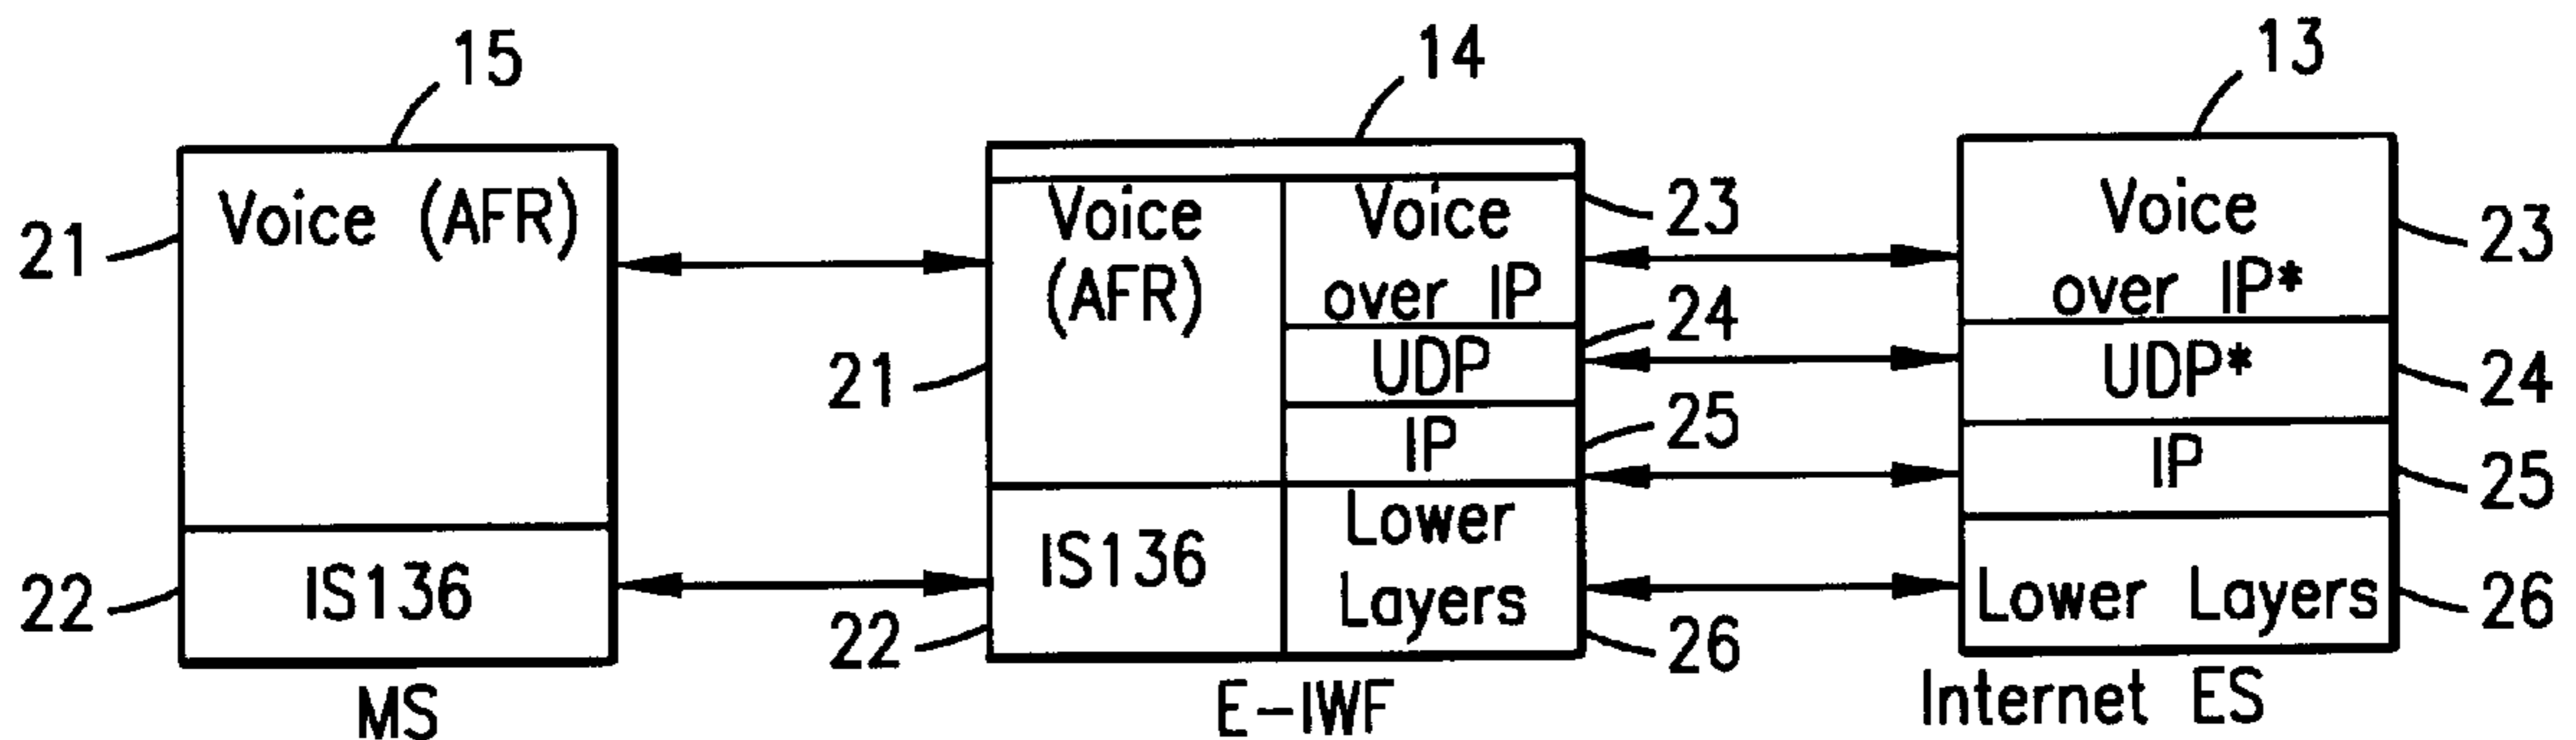 15
14
13
21
Voice (AFR)
22
IS136
MS
Voice
(AFR)
21
IS136
22
Voice
over IP
23
UDP
24
IP
25
Lower
Layers
26
E-IWF
Voice
over IP*
23
UDP*
24
IP
25
Lower Layers
26
Internet ES